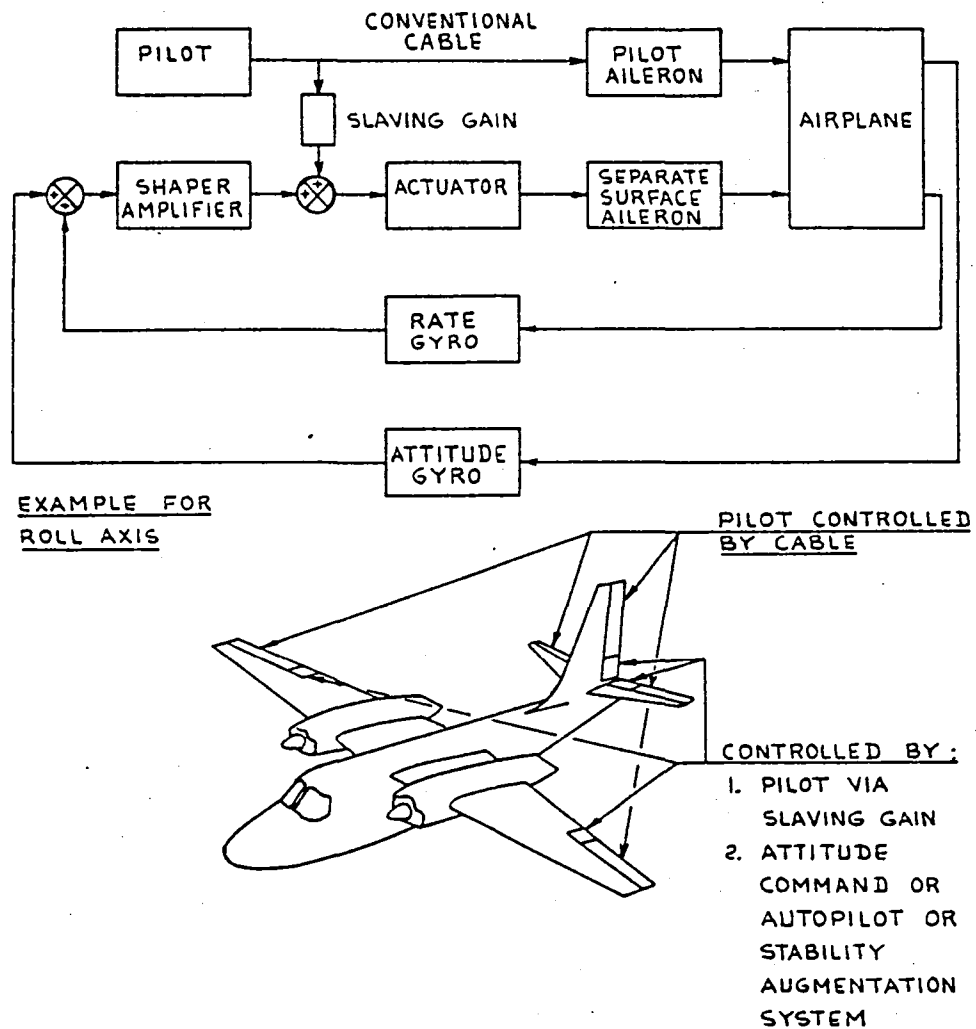 CONVENTIONAL
CABLE
PILOT
PILOT
AILERON
AIRPLANE
SLAVING GAIN
SHAPER
AMPLIFIER
ACTUATOR
SEPARATE
SURFACE
AILERON
+
-
+
+
RATE
GYRO
ATTITUDE
GYRO
EXAMPLE FOR
ROLL AXIS
PILOT CONTROLLED
BY CABLE
CONTROLLED BY:
1. PILOT VIA
SLAVING GAIN
2. ATTITUDE
COMMAND OR
AUTOPILOT OR
STABILITY
AUGMENTATION
SYSTEM